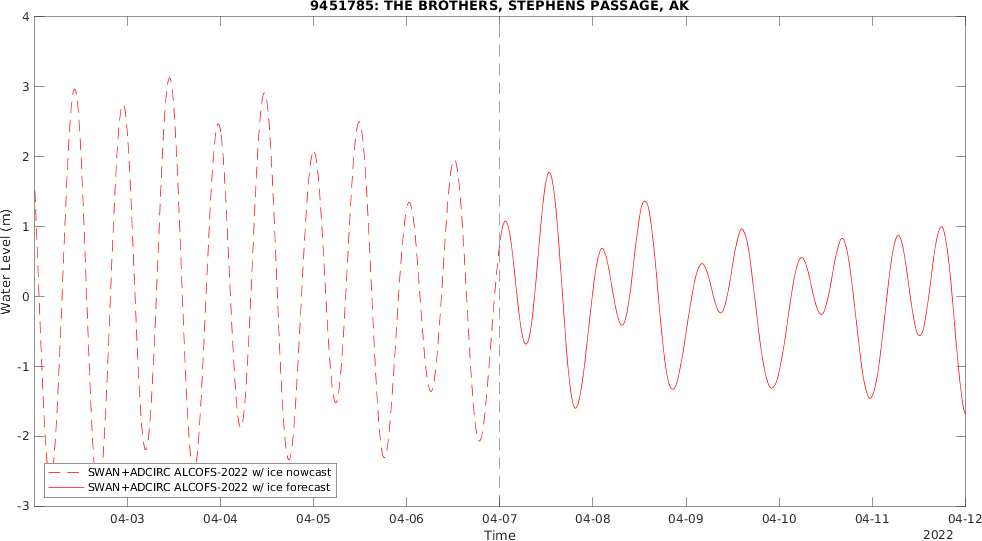 9451785: THE BROTHERS, STEPHENS PASSAGE, AK
4
3
2
1
0
-1
-2
-3
Water Level (m)
SWAN+ADCIRC ALCOFS-2022 w/ ice nowcast
SWAN+ADCIRC ALCOFS-2022 w/ ice forecast
04-03 04-04 04-05 04-06 04-07 04-08 04-09 04-10 04-11 04-12
Time
2022